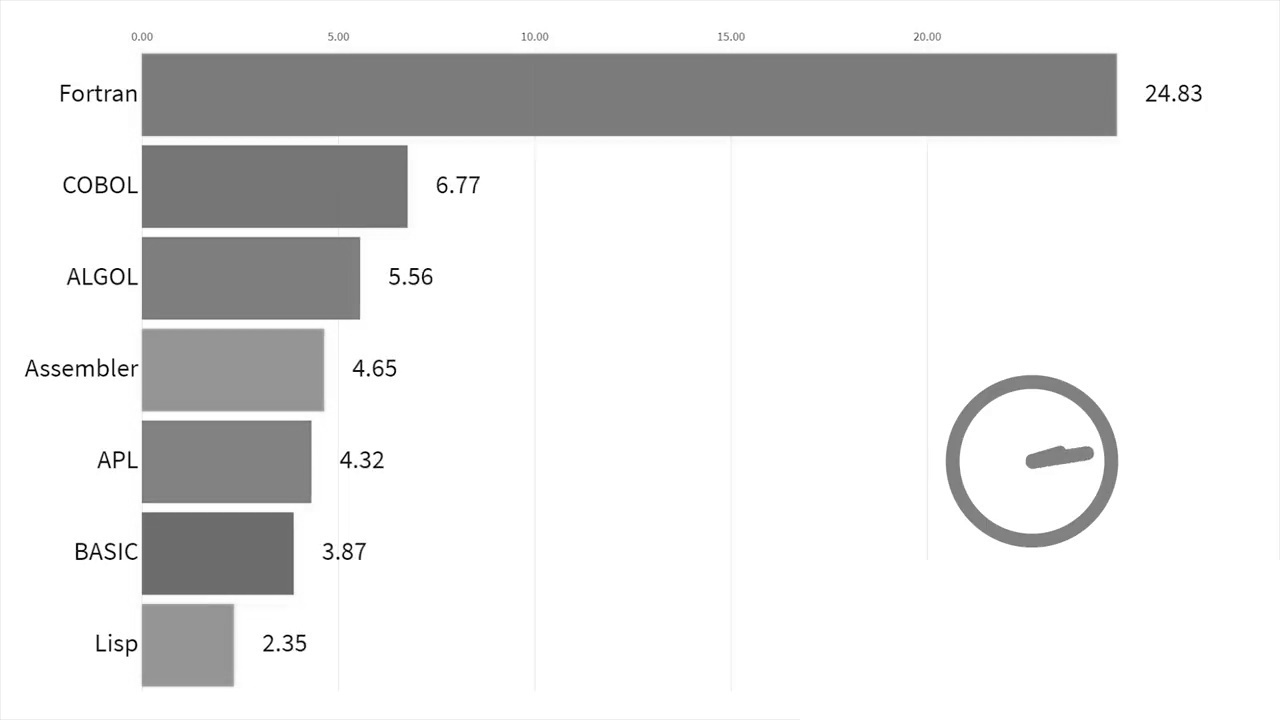 0.00 5.00 10.00 15.00 20.00
Fortran 24.83
COBOL 6.77
ALGOL 5.56
Assembler 4.65
APL 4.32
BASIC 3.87
Lisp 2.35